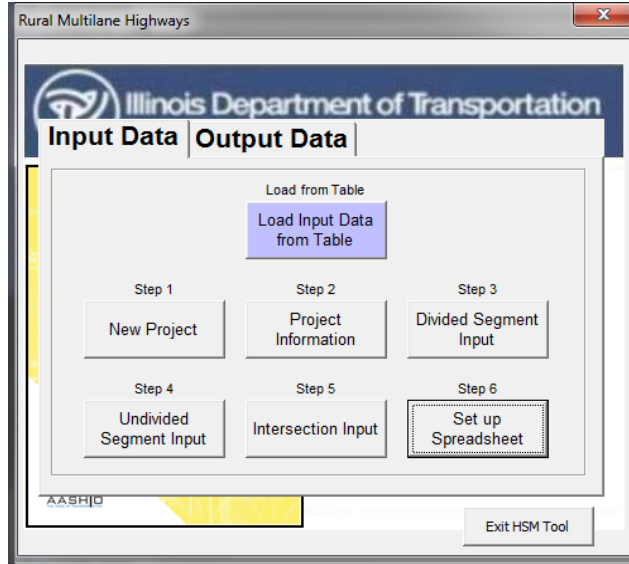 Rural Multilane Highways
x
Illinois Department of Transportation
Input Data
Output Data
Load from Table
Load Input Data
from Table
Step 1
Step 2
Step 3
New Project
Project
Information
Divided Segment
Input
Step 4
Step 5
Step 6
Undivided
Segment Input
Intersection Input
Set up
Spreadsheet
AASHTO
Exit HSM Tool